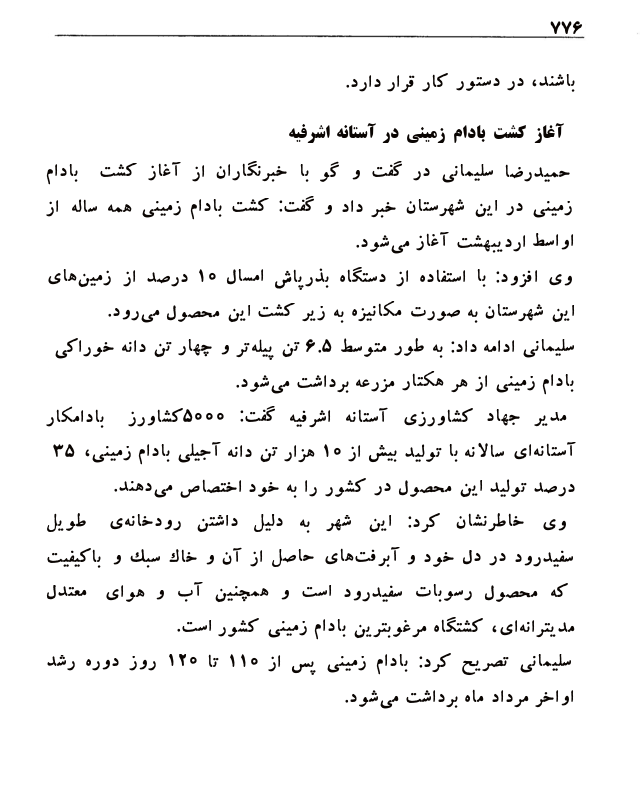 ۷۷۶
باشند، در دستور کار قرار دارد.
آغاز کشت بادام زمینی در آستانه اشرفیه
حمیدرضا سلیمانی در گفت و گو با خبرنگاران از آغاز کشت بادام
زمینی در این شهرستان خبر داد و گفت: کشت بادام زمینی همه ساله از
اواسط اردیبهشت آغاز می‌شود.
وی افزود: با استفاده از دستگاه بذرپاش امسال ۱۰ درصد از زمین‌های
این شهرستان به صورت مکانیزه به زیر کشت این محصول می‌رود.
سلیمانی ادامه داد: به طور متوسط ۶.۵ تن پیله‌تر و چهار تن دانه خوراکی
بادام زمینی از هر هکتار مزرعه برداشت می‌شود.
مدیر جهاد کشاورزی آستانه اشرفیه گفت: ۵۰۰۰کشاورز بادامکار
آستانه‌ای سالانه با تولید بیش از ۱۰ هزار تن دانه آجیلی بادام زمینی، ۳۵
درصد تولید این محصول در کشور را به خود اختصاص می‌دهند.
وی خاطرنشان کرد: این شهر به دلیل داشتن رودخانه‌ی طویل
سفیدرود در دل خود و آبرفت‌های حاصل از آن و خاك سبك و باکیفیت
که محصول رسوبات سفیدرود است و همچنین آب و هوای معتدل
مدیترانه‌ای، کشتگاه مرغوبترین بادام زمینی کشور است.
سلیمانی تصریح کرد: بادام زمینی پس از ۱۱۰ تا ۱۲۰ روز دوره رشد
اواخر مرداد ماه برداشت می‌شود.